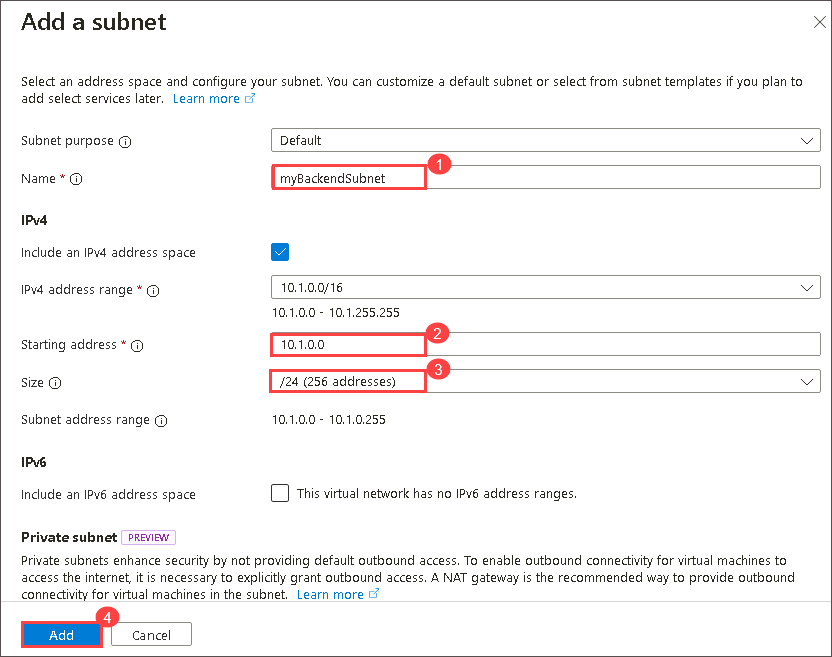 Add a subnet
Select an address space and configure your subnet. You can customize a default subnet or select from subnet templates if you plan to
add select services later. Learn more
Subnet purpose Default
Name * myBackendSubnet 1
IPv4
Include an IPv4 address space
IPv4 address range * 10.1.0.0/16
10.1.0.0 - 10.1.255.255
Starting address * 10.1.0.0 2
Size /24 (256 addresses) 3
Subnet address range 10.1.0.0 - 10.1.0.255
IPv6
Include an IPv6 address space This virtual network has no IPv6 address ranges.
Private subnet PREVIEW
Private subnets enhance security by not providing default outbound access. To enable outbound connectivity for virtual machines to
access the internet, it is necessary to explicitly grant outbound access. A NAT gateway is the recommended way to provide outbound
connectivity for virtual machines in the subnet. Learn more
Add 4 Cancel